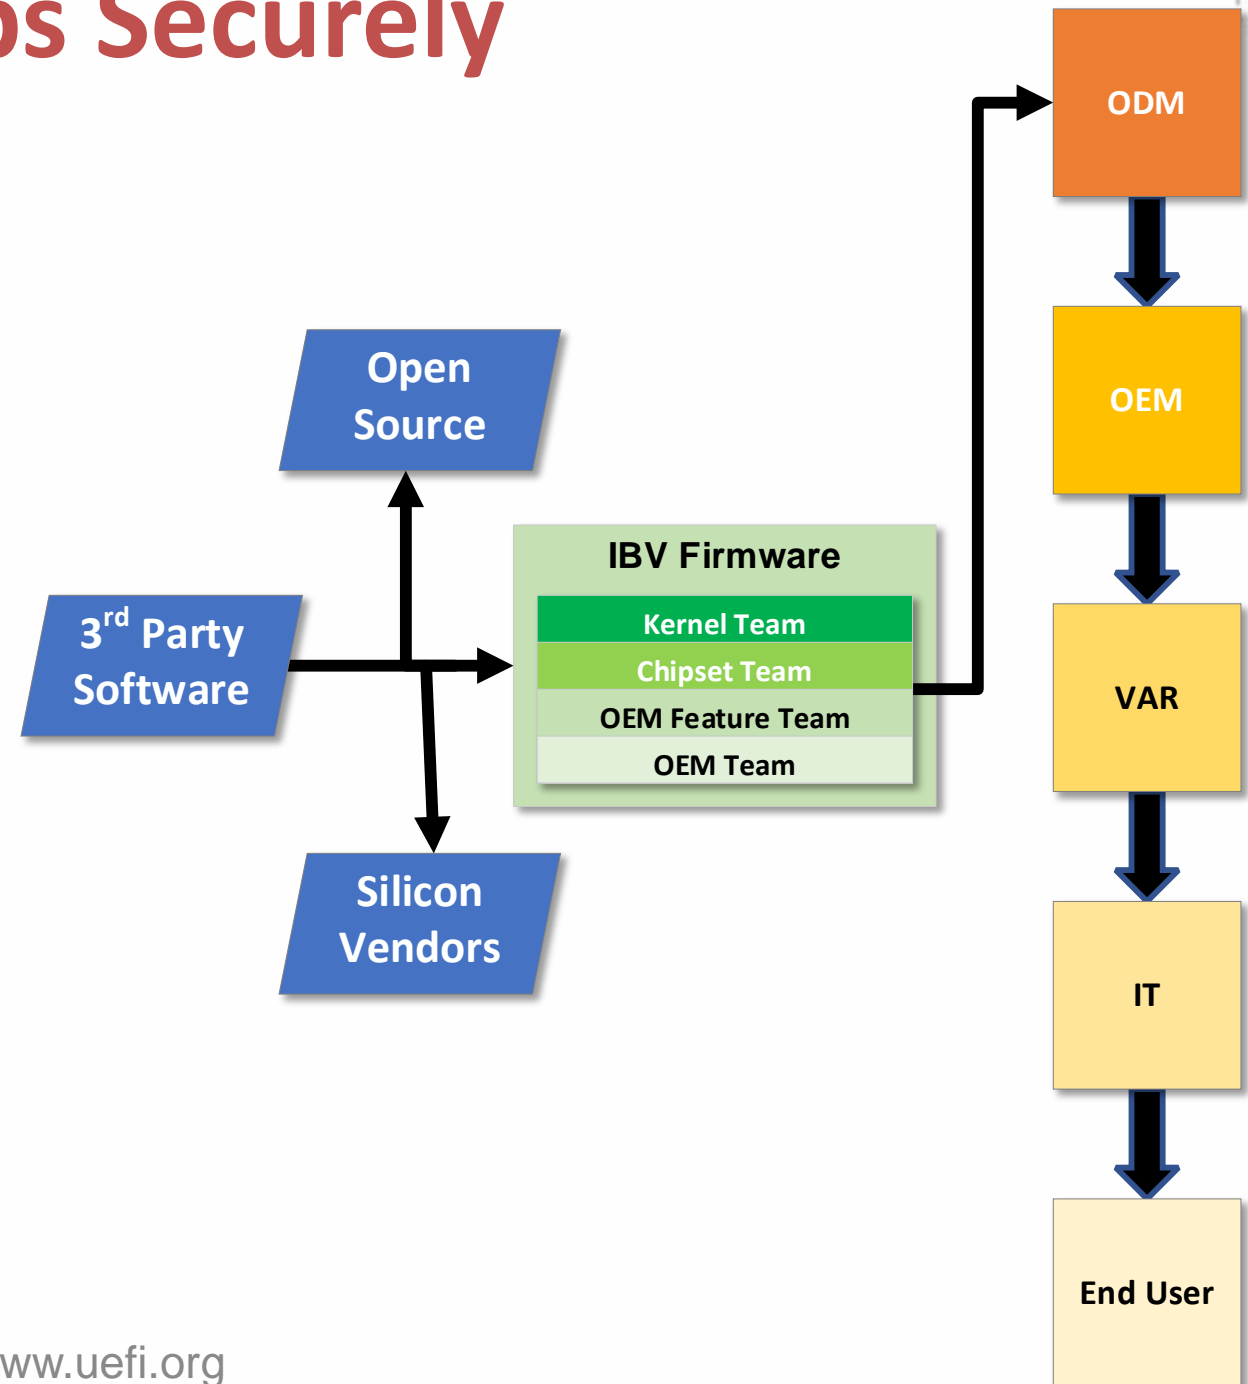 Securely
ODM
OEM
Open
Source
IBV Firmware
Kernel Team
Chipset Team
OEM Feature Team
OEM Team
3rd Party
Software
VAR
Silicon
Vendors
IT
End User
ww.uefi.org